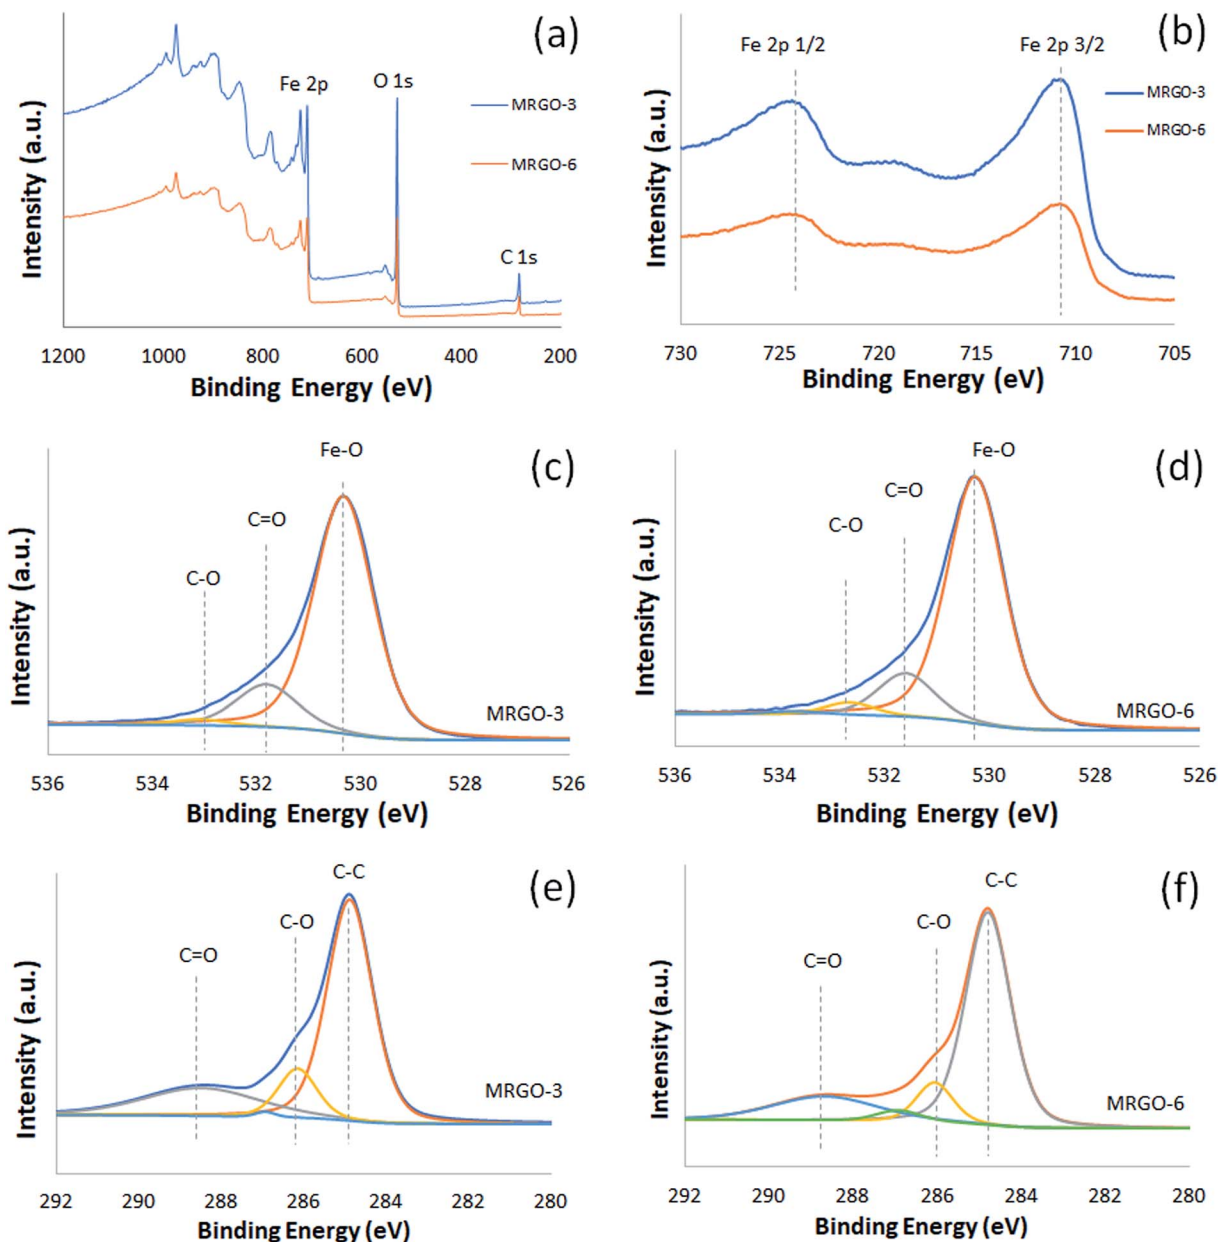 (a)
Fe 2p
O 1s
MRGO-3
MRGO-6
C 1s
Intensity (a.u.)
1200 1000 800 600 400 200
Binding Energy (eV)
(b)
Fe 2p 1/2
Fe 2p 3/2
MRGO-3
MRGO-6
Intensity (a.u.)
730 725 720 715 710 705
Binding Energy (eV)
(c)
Fe-O
C=O
C-O
MRGO-3
Intensity (a.u.)
536 534 532 530 528 526
Binding Energy (eV)
(d)
Fe-O
C=O
C-O
MRGO-6
Intensity (a.u.)
536 534 532 530 528 526
Binding Energy (eV)
(e)
C-C
C-O
C=O
MRGO-3
Intensity (a.u.)
292 290 288 286 284 282 280
Binding Energy (eV)
(f)
C-C
C-O
C=O
MRGO-6
Intensity (a.u.)
292 290 288 286 284 282 280
Binding Energy (eV)